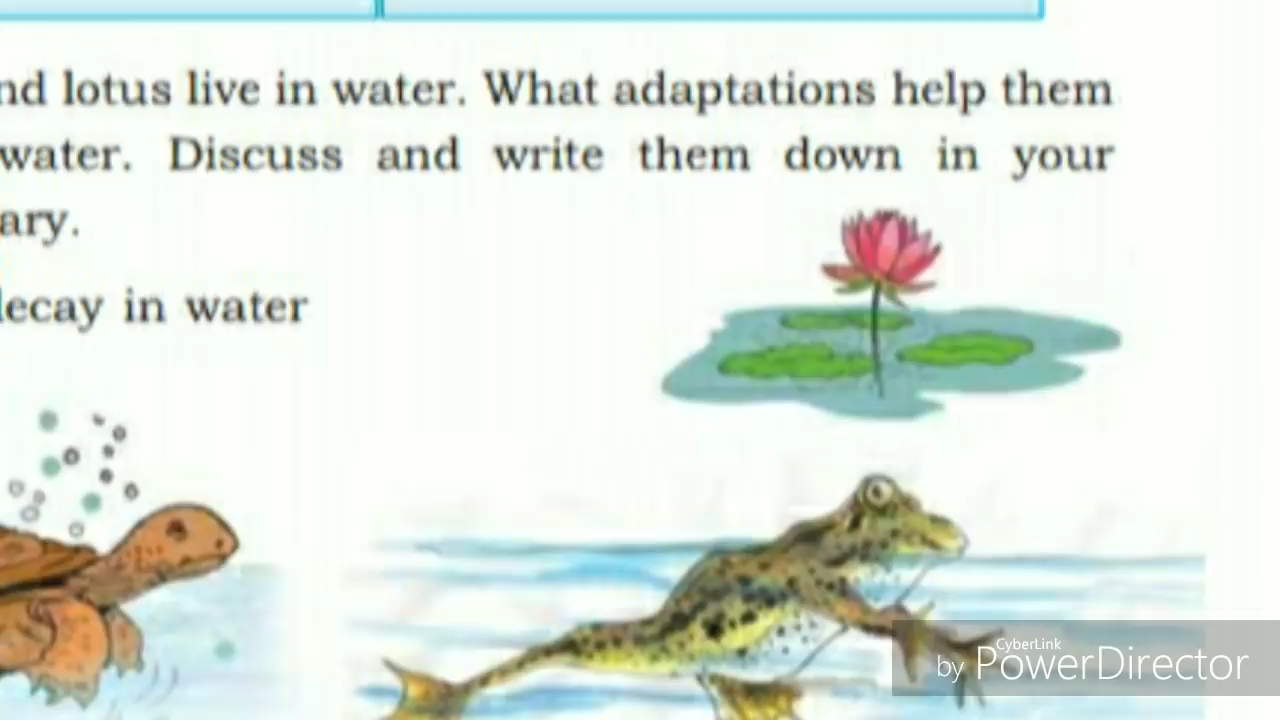 nd lotus live in water. What adaptations help them
water. Discuss and write them down in your
ary.
lecay in water
CyberLink
by PowerDirector